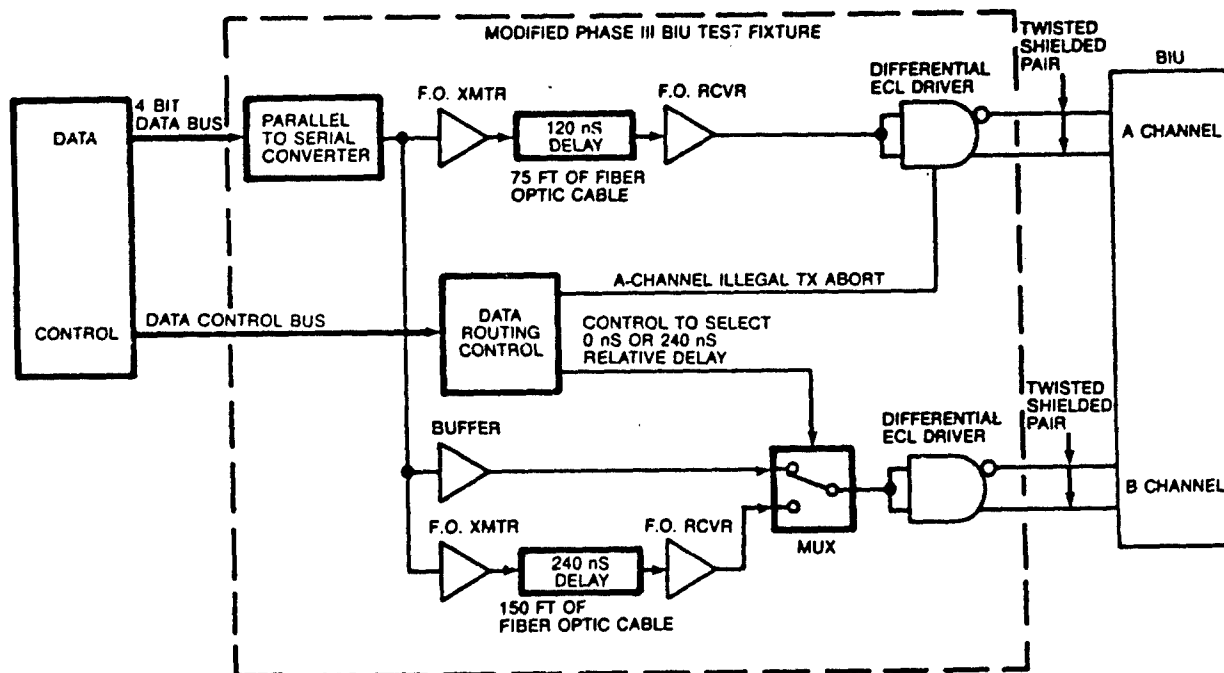 MODIFIED PHASE III BIU TEST FIXTURE
TWISTED
SHIELDED
PAIR
BIU
DIFFERENTIAL
ECL DRIVER
4 BIT
DATA BUS
F.O. XMTR
F.O. RCVR
DATA
PARALLEL
TO SERIAL
CONVERTER
120 nS
DELAY
A CHANNEL
75 FT OF FIBER
OPTIC CABLE
A-CHANNEL ILLEGAL TX ABORT
CONTROL
DATA CONTROL BUS
DATA
ROUTING
CONTROL
CONTROL TO SELECT
0 nS OR 240 nS
RELATIVE DELAY
TWISTED
SHIELDED
PAIR
BUFFER
DIFFERENTIAL
ECL DRIVER
B CHANNEL
F.O. XMTR
F.O. RCVR
MUX
240 nS
DELAY
150 FT OF
FIBER OPTIC CABLE